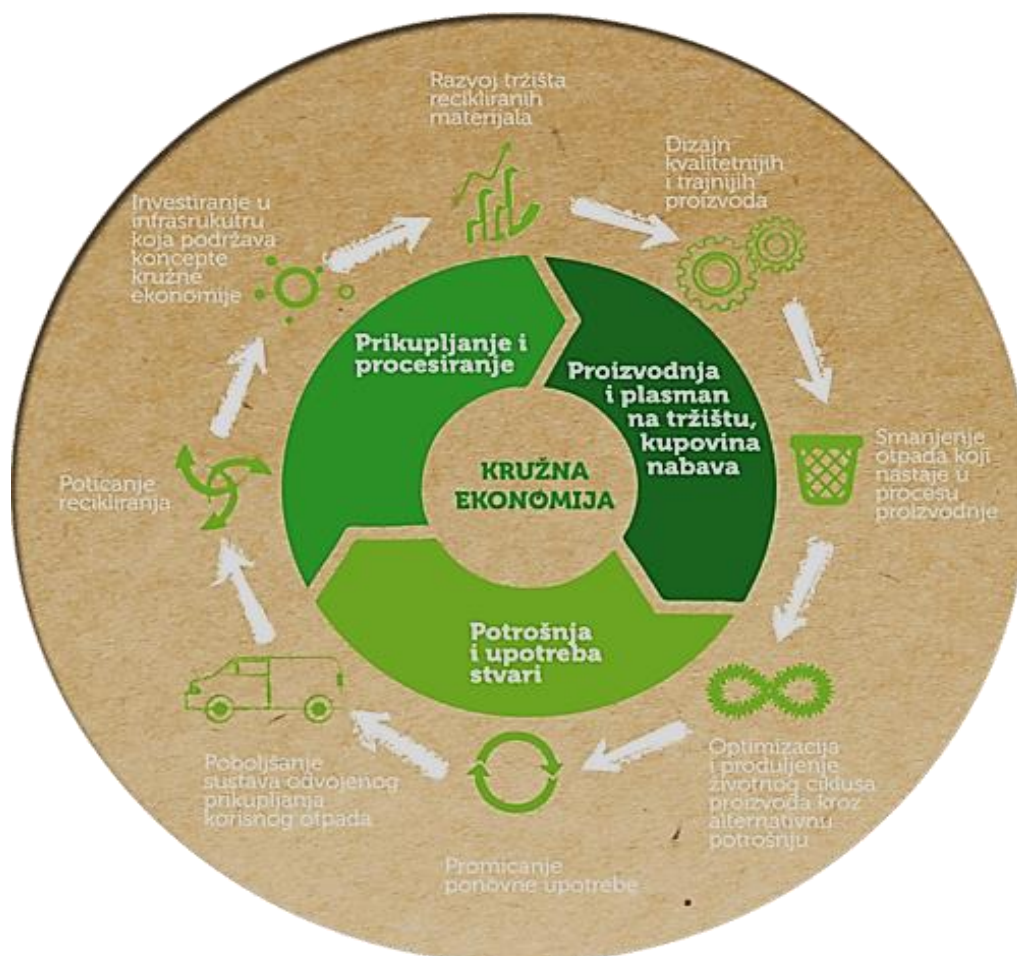 Razvoj tržišta
recikliranih
materijala
Dizajn
kvalitetnijih
i trajnijih
proizvoda
Investiranje u
infrasrukutru
koja podržava
koncepte
kružne
ekonomije
Prikupljanje i
procesiranje
Proizvodnja
i plasman
na tržištu,
kupovina
nabava
KRUŽNA
EKONOMIJA
Smanjenje
otpada koji
nastaje u
procesu
proizvodnje
Poticanje
recikliranja
Potrošnja
i upotreba
stvari
Poboljšanje
sustava odvojenog
prikupljanja
korisnog otpada
Optimizacija
i produljenje
životnog ciklusa
proizvoda kroz
alternativnu
potrošnju
Promicanje
ponovne upotrebe